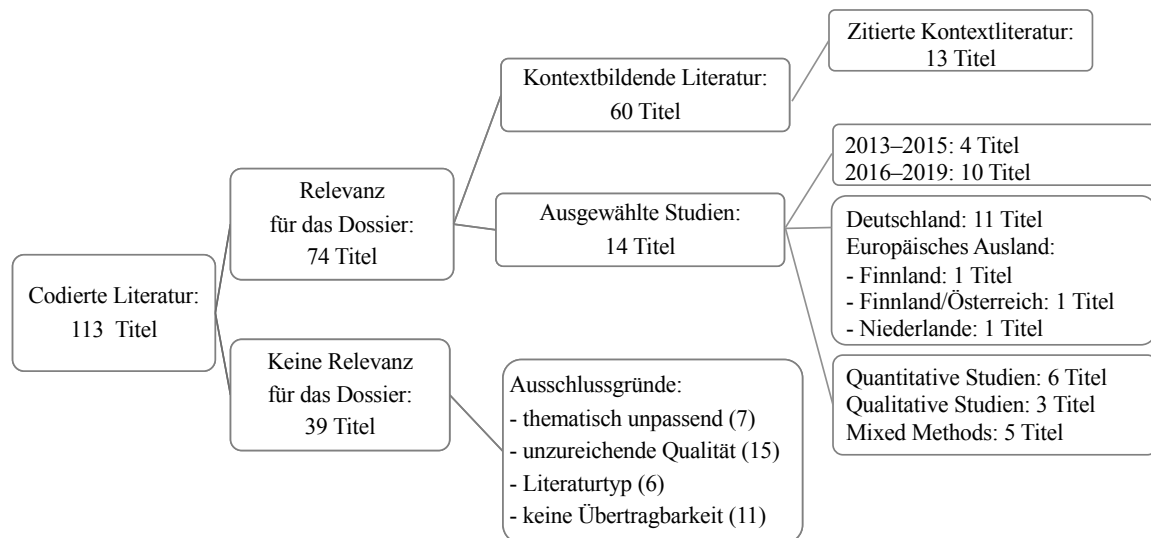 Codierte Literatur:
113 Titel
Relevanz
für das Dossier:
74 Titel
Keine Relevanz
für das Dossier:
39 Titel
Kontextbildende Literatur:
60 Titel
Ausgewählte Studien:
14 Titel
Ausschlussgründe:
- thematisch unpassend (7)
- unzureichende Qualität (15)
- Literaturtyp (6)
- keine Übertragbarkeit (11)
Zitierte Kontextliteratur:
13 Titel
2013–2015: 4 Titel
2016–2019: 10 Titel
Deutschland: 11 Titel
Europäisches Ausland:
- Finnland: 1 Titel
- Finnland/Österreich: 1 Titel
- Niederlande: 1 Titel
Quantitative Studien: 6 Titel
Qualitative Studien: 3 Titel
Mixed Methods: 5 Titel